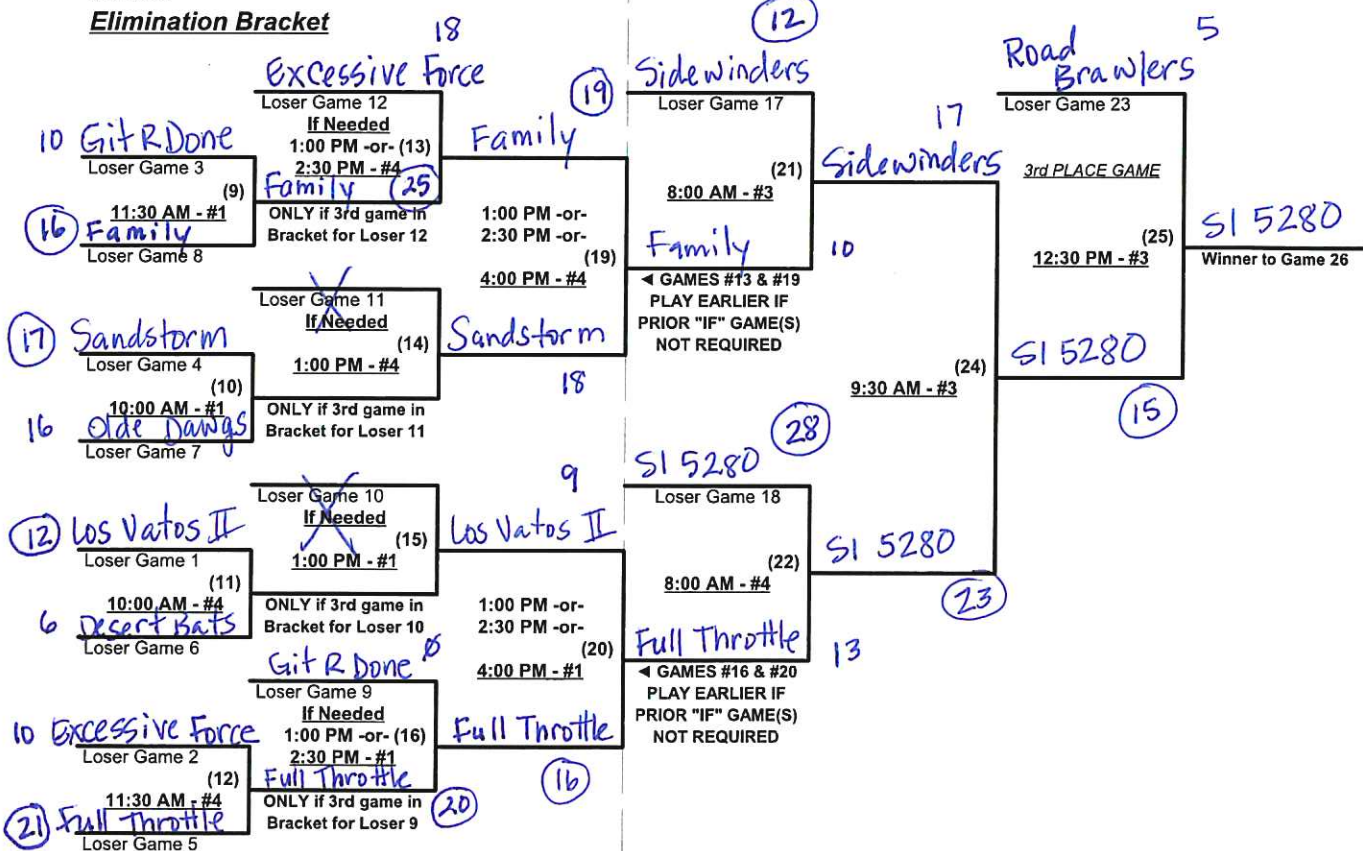 Elimination Bracket
18
Excessive Force
Loser Game 12
If Needed
1:00 PM -or- (13)
2:30 PM - #4
Family 25
ONLY if 3rd game in
Bracket for Loser 12
10 Git R Done
Loser Game 3
(9)
11:30 AM - #1
16 Family
Loser Game 8
Loser Game 11
If Needed
(14)
1:00 PM - #4
ONLY if 3rd game in
Bracket for Loser 11
17 Sandstorm
Loser Game 4
(10)
10:00 AM - #1
16 Olde Dawgs
Loser Game 7
Loser Game 10
If Needed
(15)
1:00 PM - #1
ONLY if 3rd game in
Bracket for Loser 10
12 Los Vatos II
Loser Game 1
(11)
10:00 AM - #4
6 Desert Bats
Loser Game 6
Git R Done 0
Loser Game 9
If Needed
1:00 PM -or- (16)
2:30 PM - #1
Full Throttle
20
ONLY if 3rd game in
Bracket for Loser 9
10 Excessive Force
Loser Game 2
(12)
11:30 AM - #4
21 Full Throttle
Loser Game 5
19
Family
1:00 PM -or-
2:30 PM -or-
(19)
4:00 PM - #4
Sandstorm
18
9
Los Vatos II
1:00 PM -or-
2:30 PM -or-
(20)
4:00 PM - #1
Full Throttle
16
12
Sidewinders
Loser Game 17
(21)
8:00 AM - #3
Family 10
◄ GAMES #13 & #19
PLAY EARLIER IF
PRIOR "IF" GAME(S)
NOT REQUIRED
28
SI 5280
Loser Game 18
(22)
8:00 AM - #4
Full Throttle 13
◄ GAMES #16 & #20
PLAY EARLIER IF
PRIOR "IF" GAME(S)
NOT REQUIRED
17
Sidewinders
(24)
9:30 AM - #3
SI 5280
23
5
Road
Brawlers
Loser Game 23
3rd PLACE GAME
(25)
12:30 PM - #3
SI 5280
15
SI 5280
Winner to Game 26